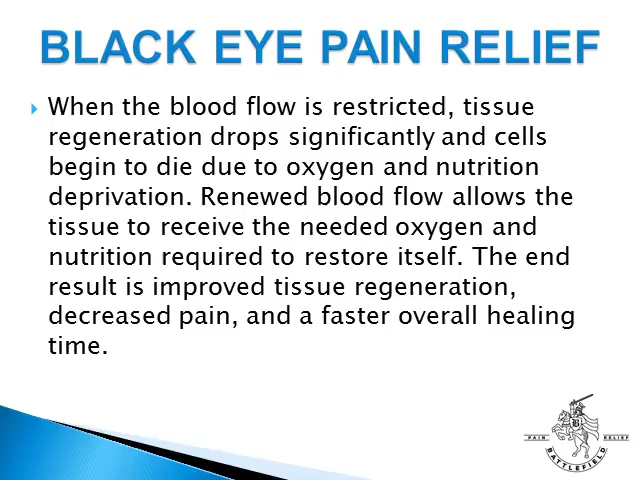 BLACK EYE PAIN RELIEF
When the blood flow is restricted, tissue
regeneration drops significantly and cells
begin to die due to oxygen and nutrition
deprivation. Renewed blood flow allows the
tissue to receive the needed oxygen and
nutrition required to restore itself. The end
result is improved tissue regeneration,
decreased pain, and a faster overall healing
time.
B
PAIN RELIEF
BATTLEFIELD